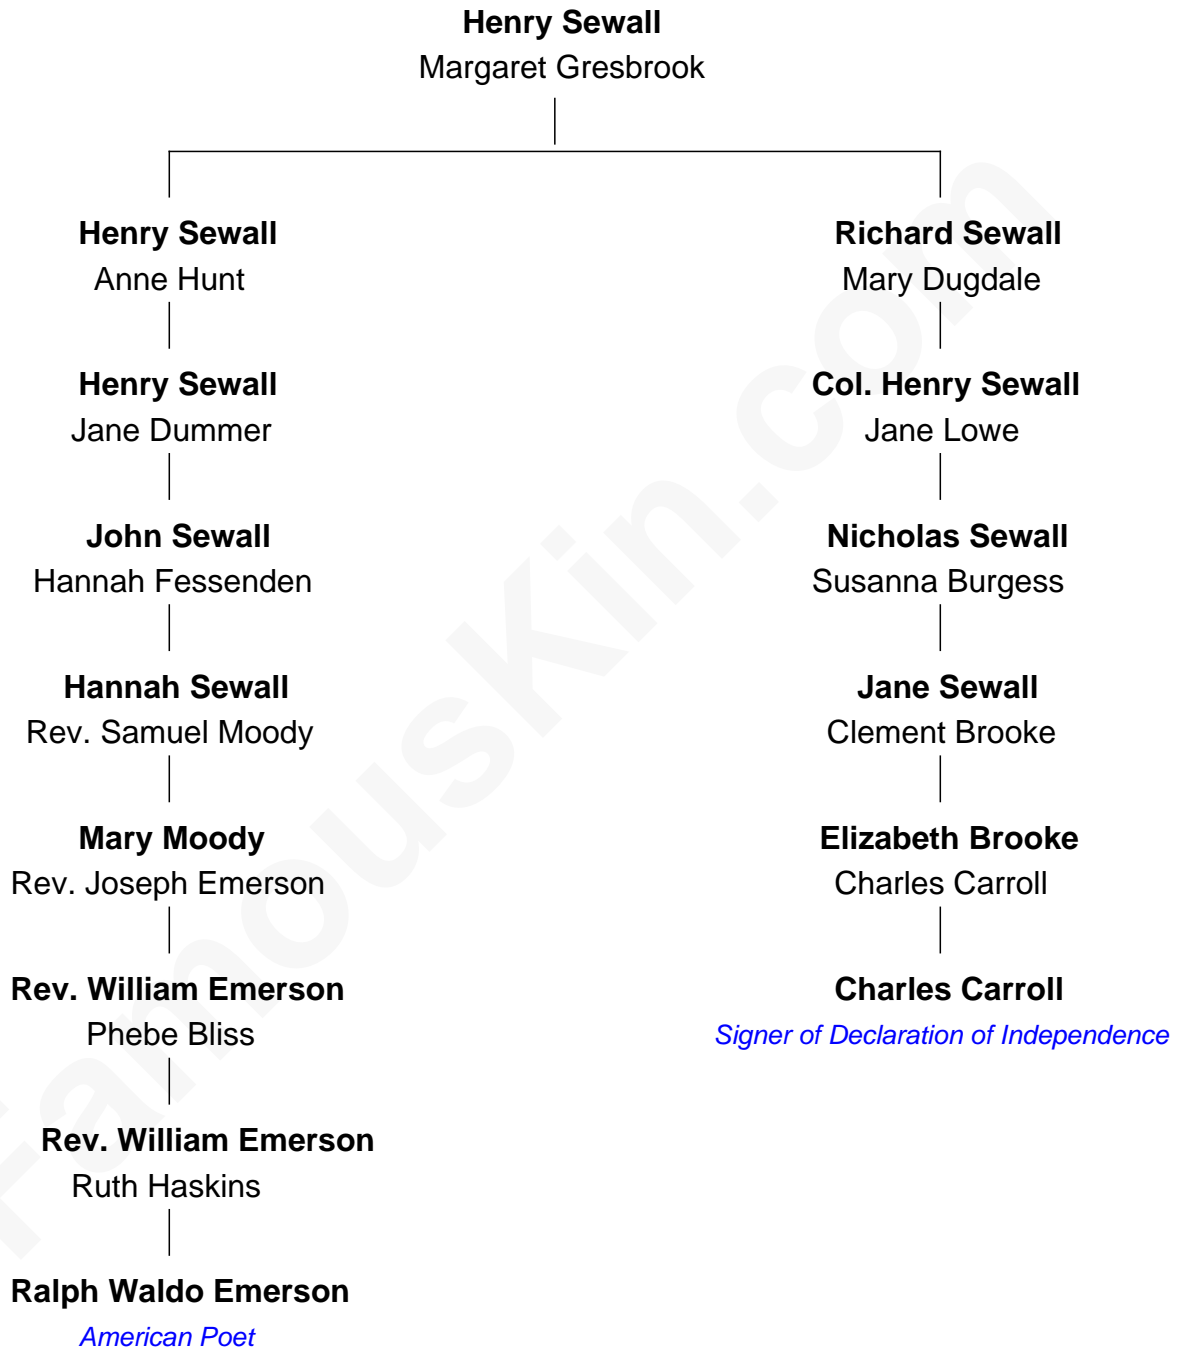 Henry Sewall
Margaret Gresbrook
Henry Sewall
Anne Hunt
Henry Sewall
Jane Dummer
John Sewall
Hannah Fessenden
Hannah Sewall
Rev. Samuel Moody
Mary Moody
Rev. Joseph Emerson
Rev. William Emerson
Phebe Bliss
Rev. William Emerson
Ruth Haskins
Ralph Waldo Emerson
American Poet
Richard Sewall
Mary Dugdale
Col. Henry Sewall
Jane Lowe
Nicholas Sewall
Susanna Burgess
Jane Sewall
Clement Brooke
Elizabeth Brooke
Charles Carroll
Charles Carroll
Signer of Declaration of Independence
FamousKin.com